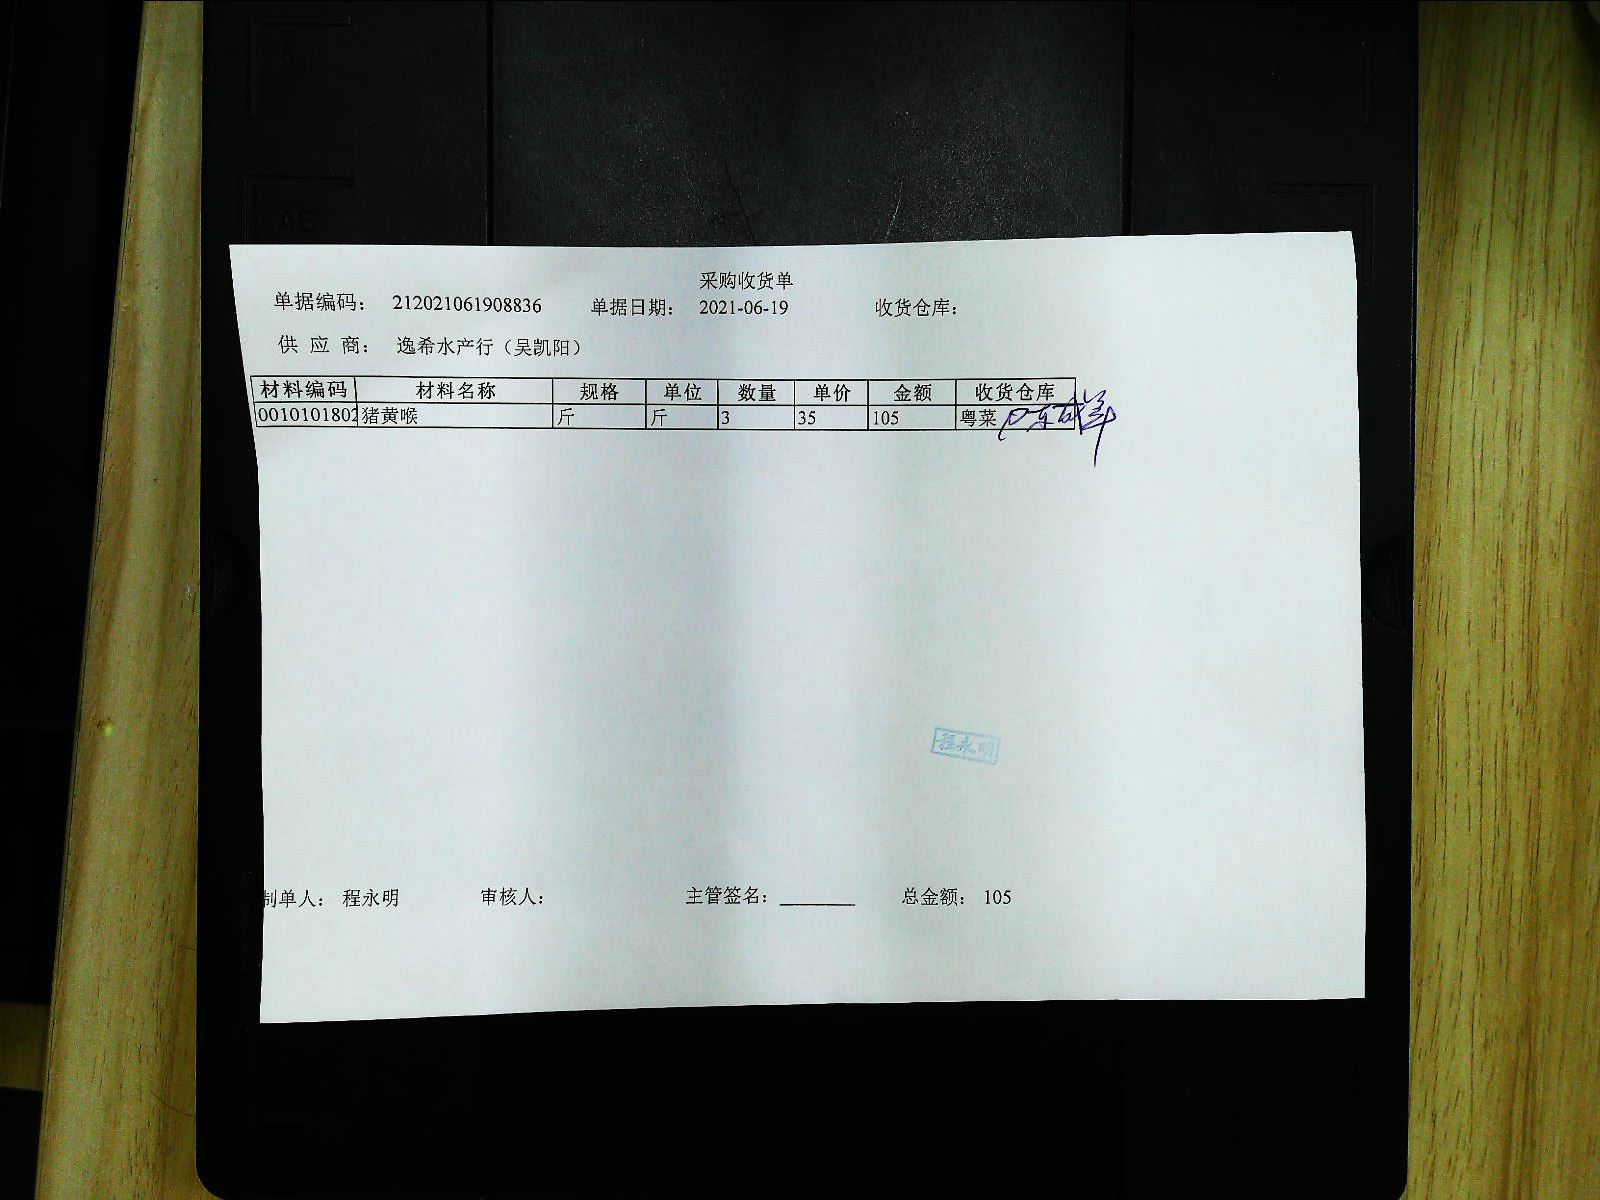 采购收货单
单据编码： 212021061908836 单据日期： 2021-06-19 收货仓库：
供 应 商： 逸希水产行（吴凯阳）
材料编码 材料名称 规格 单位 数量 单价 金额 收货仓库
0010101802 猪黄喉 斤 斤 3 35 105 粤菜
程永明
制单人： 程永明 审核人： 主管签名：________ 总金额： 105